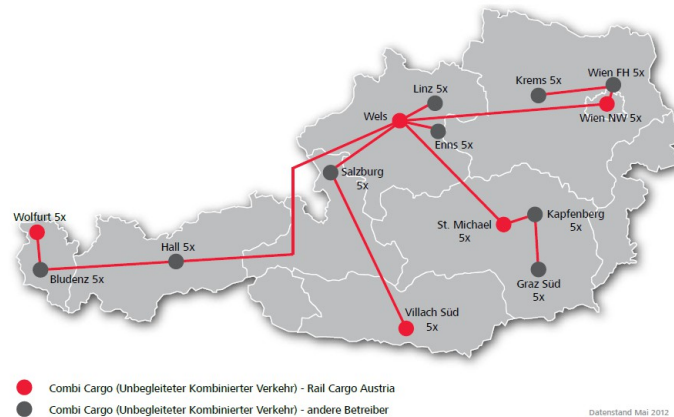 Linz 5x
Krems 5x
Wien FH 5x
Wels
Wien NW 5x
Enns 5x
Salzburg
5x
Wolfurt 5x
Hall 5x
St. Michael
5x
Kapfenberg
5x
Bludenz 5x
Graz Süd
5x
Villach Süd
5x
Combi Cargo (Unbegleiteter Kombinierter Verkehr) - Rail Cargo Austria
Combi Cargo (Unbegleiteter Kombinierter Verkehr) - andere Betreiber
Datenstand Mai 2012